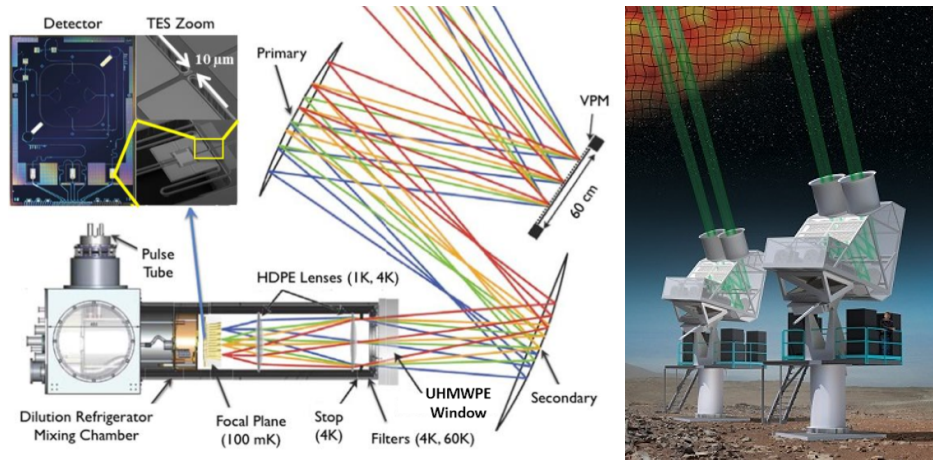 Detector
TES Zoom
10 µm
Primary
VPM
60 cm
Pulse
Tube
HDPE Lenses (1K, 4K)
UHMWPE
Window
Secondary
Dilution Refrigerator
Mixing Chamber
Focal Plane
(100 mK)
Stop
(4K)
Filters (4K, 60K)